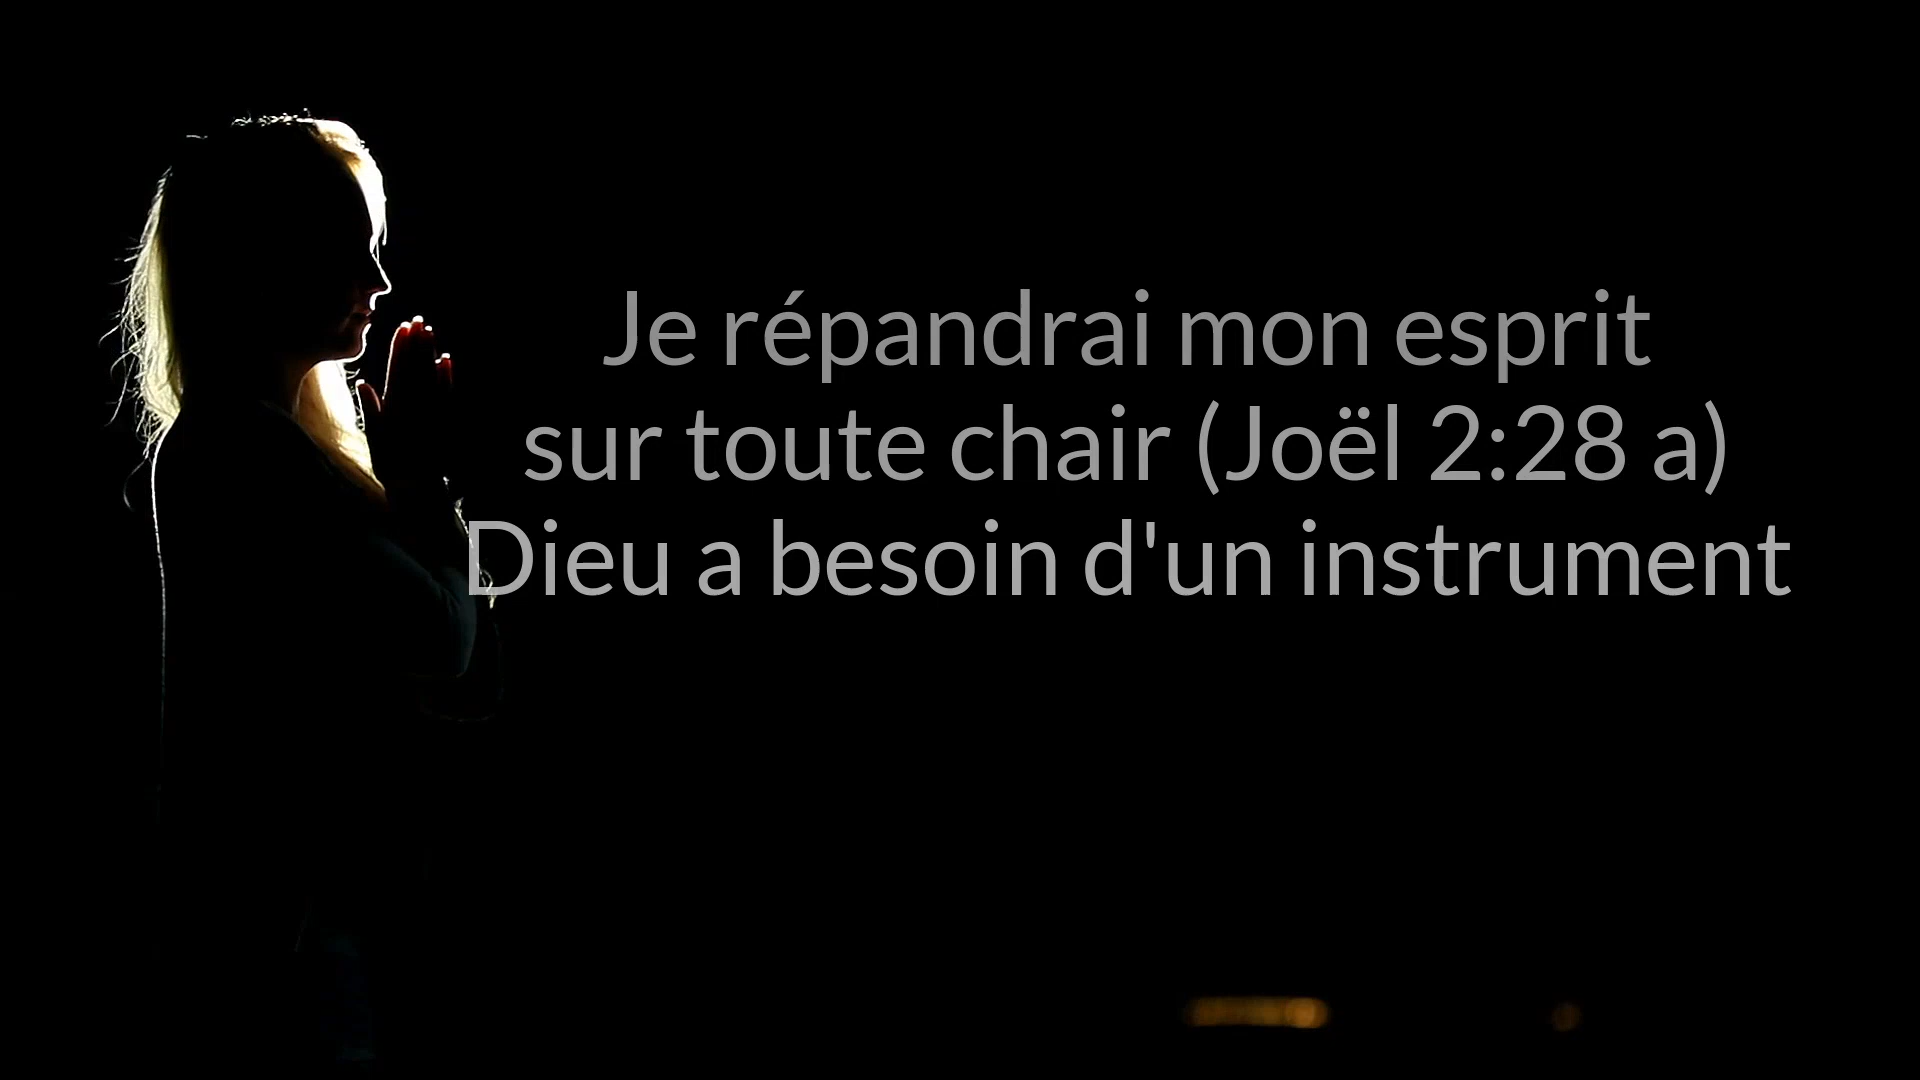 Je répandrai mon esprit
sur toute chair (Joël 2:28 a)
Dieu a besoin d'un instrument